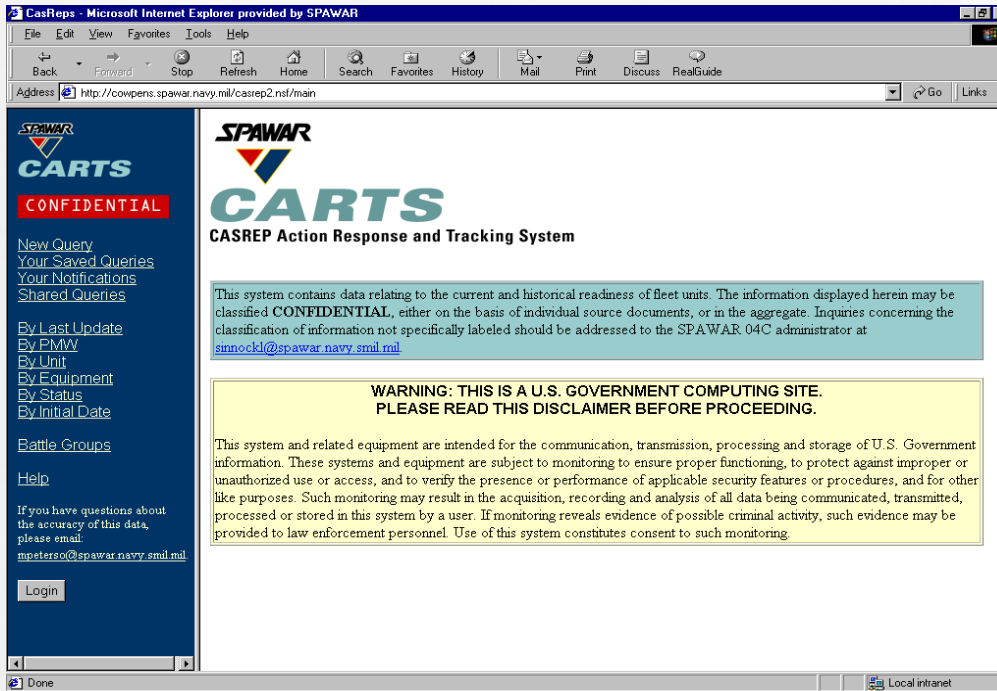 CasReps - Microsoft Internet Explorer provided by SPAWAR
File Edit View Favorites Tools Help
Back Forward Stop Refresh Home Search Favorites History Mail Print Discuss RealGuide
Address http://cowpens.spawar.navy.mil/casrep2.nsf/main Go Links
SPAWAR
CARTS
CONFIDENTIAL
New Query
Your Saved Queries
Your Notifications
Shared Queries
By Last Update
By PMW
By Unit
By Equipment
By Status
By Initial Date
Battle Groups
Help
If you have questions about
the accuracy of this data,
please email:
mpeterso@spawar.navy.smil.mil.
Login
SPAWAR
CARTS
CASREP Action Response and Tracking System
This system contains data relating to the current and historical readiness of fleet units. The information displayed herein may be
classified CONFIDENTIAL, either on the basis of individual source documents, or in the aggregate. Inquiries concerning the
classification of information not specifically labeled should be addressed to the SPAWAR 04C administrator at
sinnockl@spawar.navy.smil.mil.
WARNING: THIS IS A U.S. GOVERNMENT COMPUTING SITE.
PLEASE READ THIS DISCLAIMER BEFORE PROCEEDING.
This system and related equipment are intended for the communication, transmission, processing and storage of U.S. Government
information. These systems and equipment are subject to monitoring to ensure proper functioning, to protect against improper or
unauthorized use or access, and to verify the presence or performance of applicable security features or procedures, and for other
like purposes. Such monitoring may result in the acquisition, recording and analysis of all data being communicated, transmitted,
processed or stored in this system by a user. If monitoring reveals evidence of possible criminal activity, such evidence may be
provided to law enforcement personnel. Use of this system constitutes consent to such monitoring.
Done Local intranet